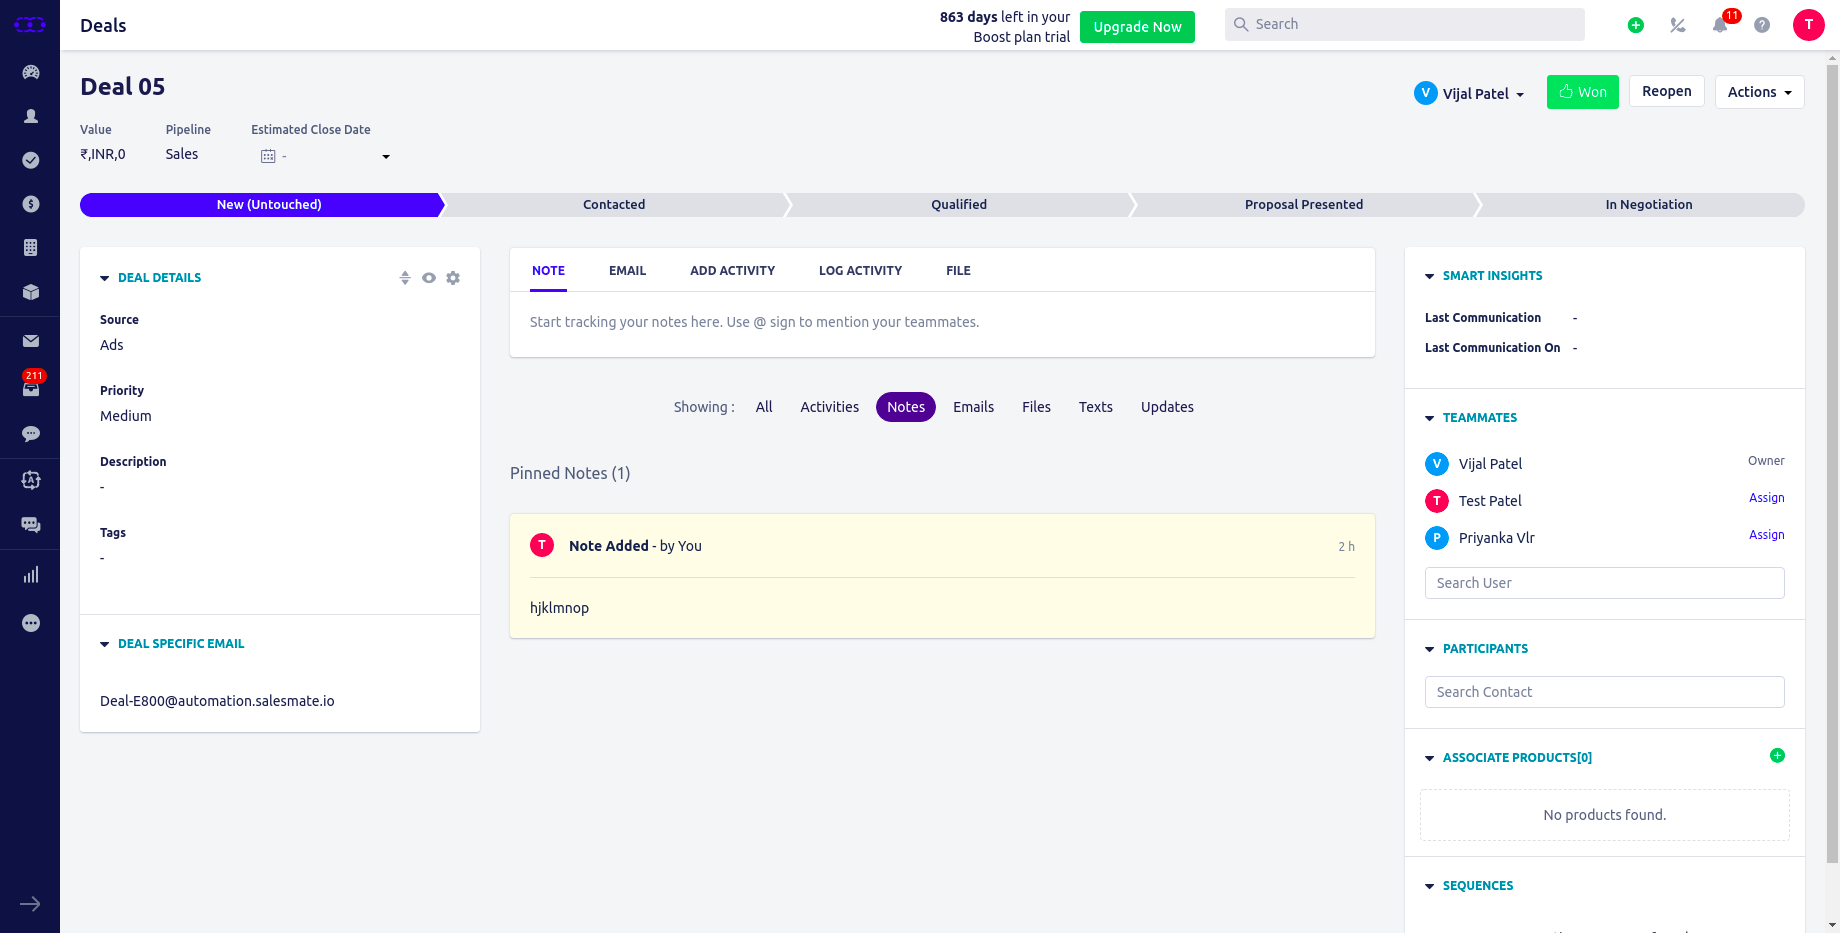 Deals
863 days left in your
Boost plan trial
Upgrade Now
Search
11
T
211
Deal 05
V Vijal Patel
Won
Reopen
Actions
Value
Pipeline
Estimated Close Date
₹,INR,0
Sales
-
New (Untouched)
Contacted
Qualified
Proposal Presented
In Negotiation
DEAL DETAILS
Source
Ads
Priority
Medium
Description
-
Tags
-
DEAL SPECIFIC EMAIL
Deal-E800@automation.salesmate.io
NOTE
EMAIL
ADD ACTIVITY
LOG ACTIVITY
FILE
Start tracking your notes here. Use @ sign to mention your teammates.
Showing :
All
Activities
Notes
Emails
Files
Texts
Updates
Pinned Notes (1)
T
Note Added - by You
2 h
hjklmnop
SMART INSIGHTS
Last Communication -
Last Communication On -
TEAMMATES
V Vijal Patel Owner
T Test Patel Assign
P Priyanka Vlr Assign
Search User
PARTICIPANTS
Search Contact
ASSOCIATE PRODUCTS[0]
No products found.
SEQUENCES